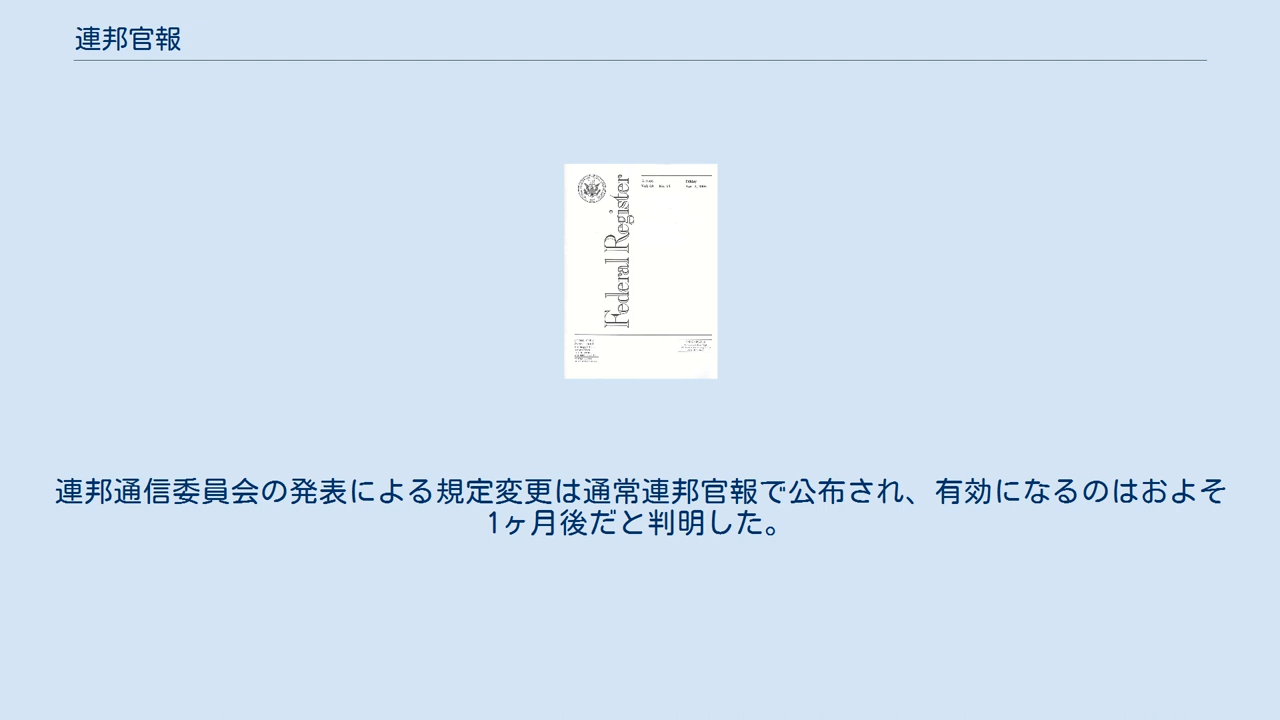 連邦官報
Federal Register
連邦通信委員会の発表による規定変更は通常連邦官報で公布され、有効になるのはおよそ
1ヶ月後だと判明した。